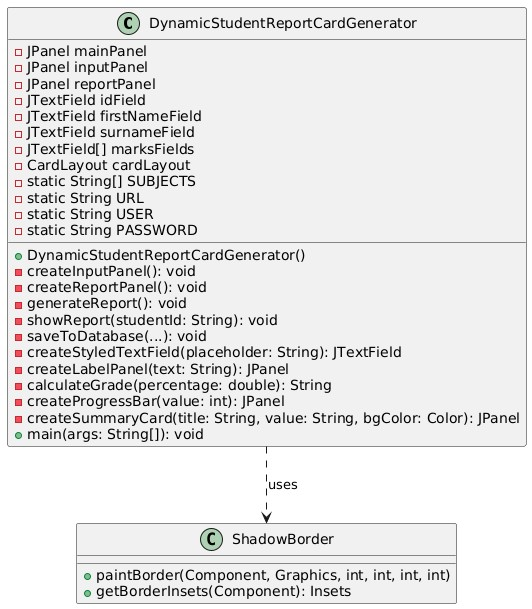 C DynamicStudentReportCardGenerator
JPanel mainPanel
JPanel inputPanel
JPanel reportPanel
JTextField idField
JTextField firstNameField
JTextField surnameField
JTextField[] marksFields
CardLayout cardLayout
static String[] SUBJECTS
static String URL
static String USER
static String PASSWORD
DynamicStudentReportCardGenerator()
createInputPanel(): void
createReportPanel(): void
generateReport(): void
showReport(studentId: String): void
saveToDatabase(...): void
createStyledTextField(placeholder: String): JTextField
createLabelPanel(text: String): JPanel
calculateGrade(percentage: double): String
createProgressBar(value: int): JPanel
createSummaryCard(title: String, value: String, bgColor: Color): JPanel
main(args: String[]): void
uses
C ShadowBorder
paintBorder(Component, Graphics, int, int, int, int)
getBorderInsets(Component): Insets